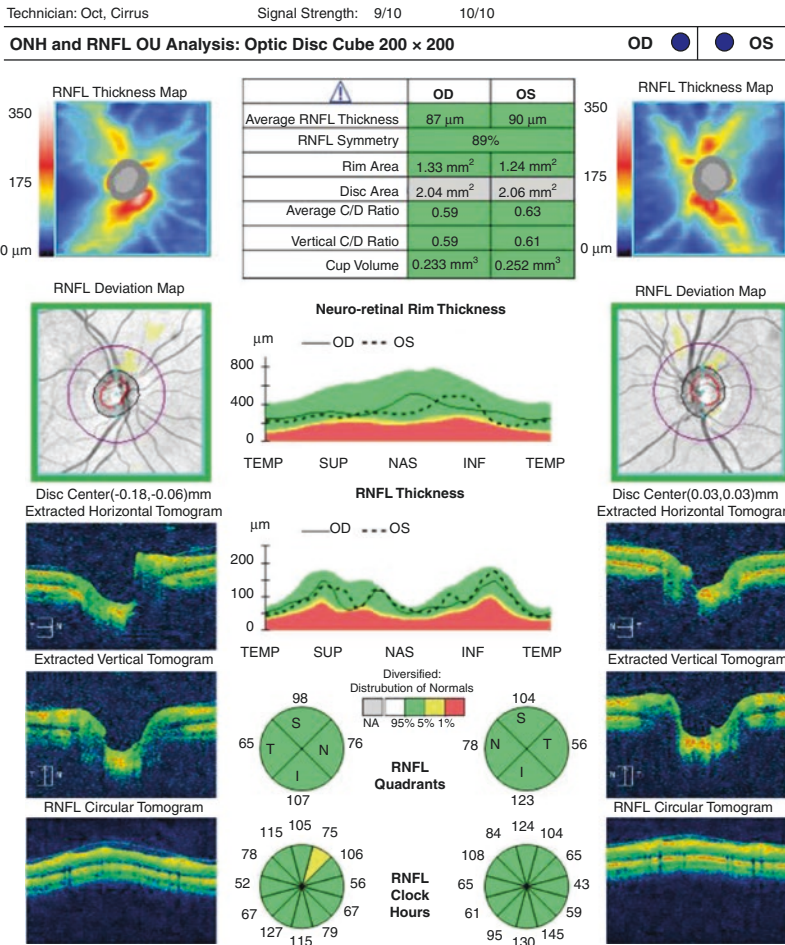 Technician: Oct, Cirrus Signal Strength: 9/10 10/10
ONH and RNFL OU Analysis: Optic Disc Cube 200 × 200 OD OS
RNFL Thickness Map
350
175
0 μm
OD OS
Average RNFL Thickness 87 μm 90 μm
RNFL Symmetry 89%
Rim Area 1.33 mm² 1.24 mm²
Disc Area 2.04 mm² 2.06 mm²
Average C/D Ratio 0.59 0.63
Vertical C/D Ratio 0.59 0.61
Cup Volume 0.233 mm³ 0.252 mm³
RNFL Thickness Map
350
175
0 μm
RNFL Deviation Map
Disc Center(-0.18,-0.06)mm
Extracted Horizontal Tomogram
T N
Extracted Vertical Tomogram
RNFL Circular Tomogram
Neuro-retinal Rim Thickness
μm OD OS
800
400
0
TEMP SUP NAS INF TEMP
RNFL Thickness
μm OD OS
200
100
0
TEMP SUP NAS INF TEMP
Diversified:
Distrubution of Normals
NA 95% 5% 1%
98
S
65 T N 76
I
107
RNFL
Quadrants
104
S
78 N T 56
I
123
115 105 75
78 106
52 56
67 67
127 115 79
RNFL
Clock
Hours
84 124 104
108 65
65 43
61 59
95 130 145
RNFL Deviation Map
Disc Center(0.03,0.03)mm
Extracted Horizontal Tomogram
T N
Extracted Vertical Tomogram
RNFL Circular Tomogram